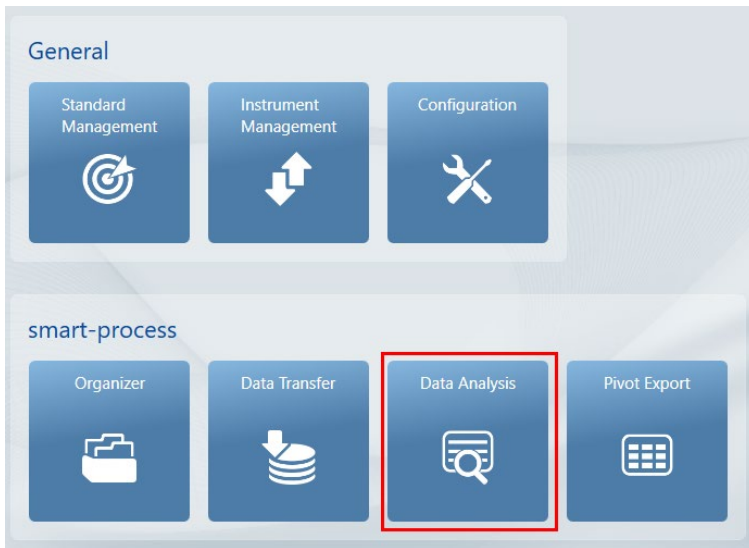 General
Standard
Management
Instrument
Management
Configuration
smart-process
Organizer
Data Transfer
Data Analysis
Pivot Export